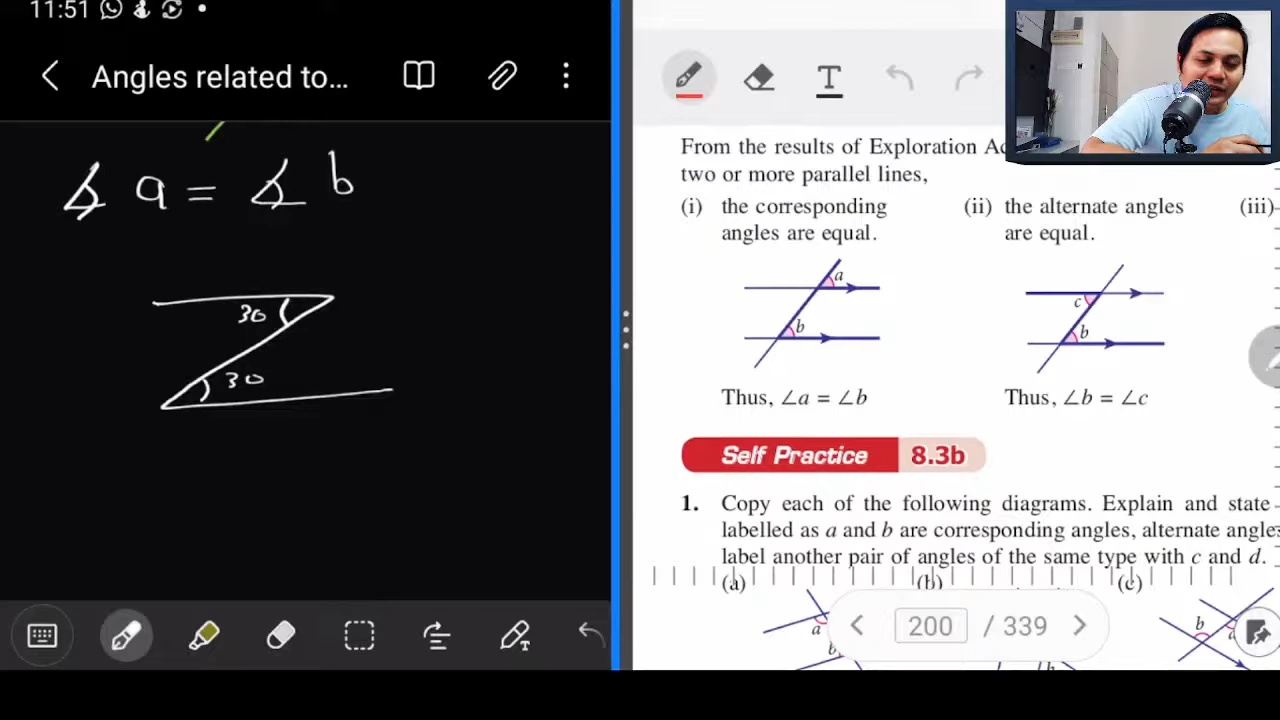 11:51
Angles related to...
∡ a = ∡ b
30
30
T
From the results of Exploration Ac
two or more parallel lines,
(i) the corresponding angles are equal.
a
b
Thus, ∠a = ∠b
(ii) the alternate angles are equal.
c
b
Thus, ∠b = ∠c
(iii)
Self Practice 8.3b
1. Copy each of the following diagrams. Explain and state
labelled as a and b are corresponding angles, alternate angles
label another pair of angles of the same type with c and d.
(a) (b) (c)
a
b
b
b
a
200 / 339